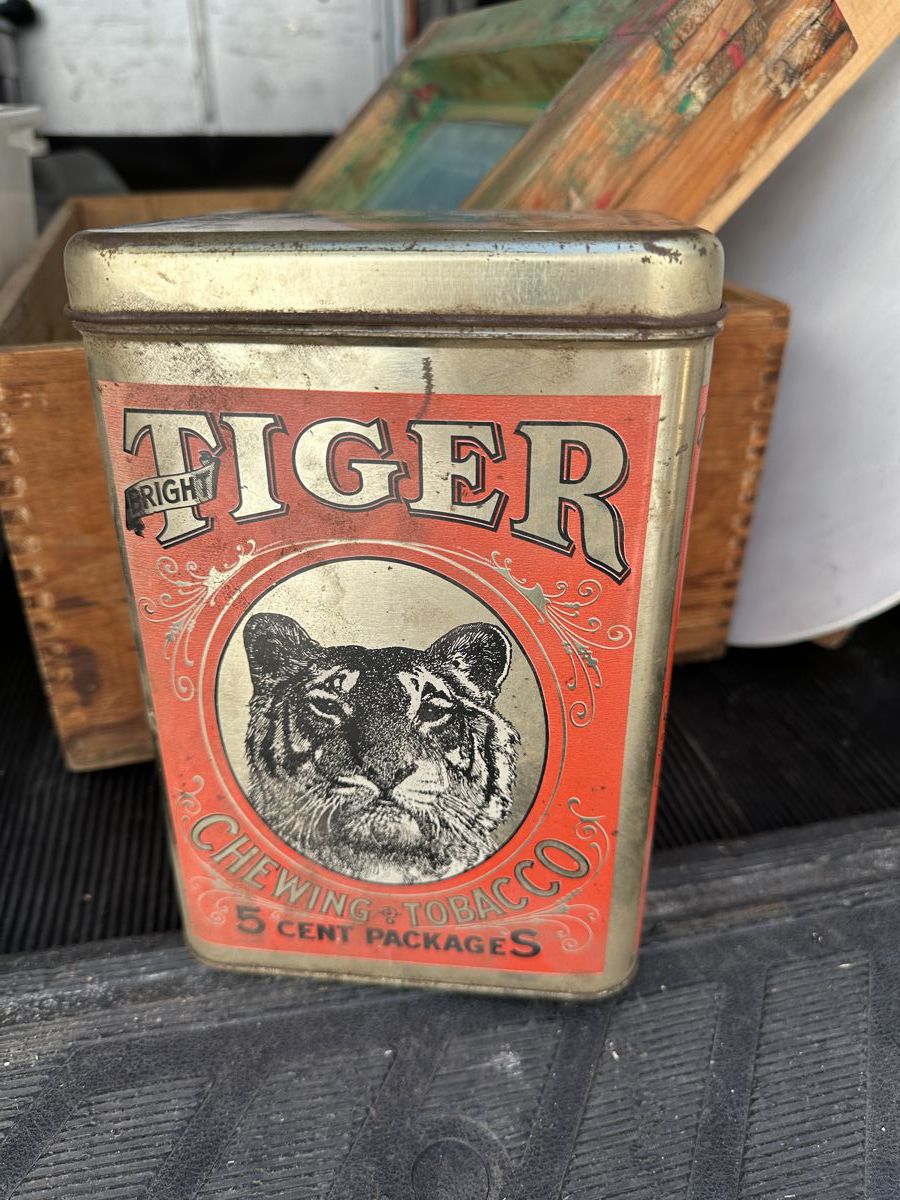 TIGER
BRIGHT
CHEWING TOBACCO
5 CENT PACKAGES